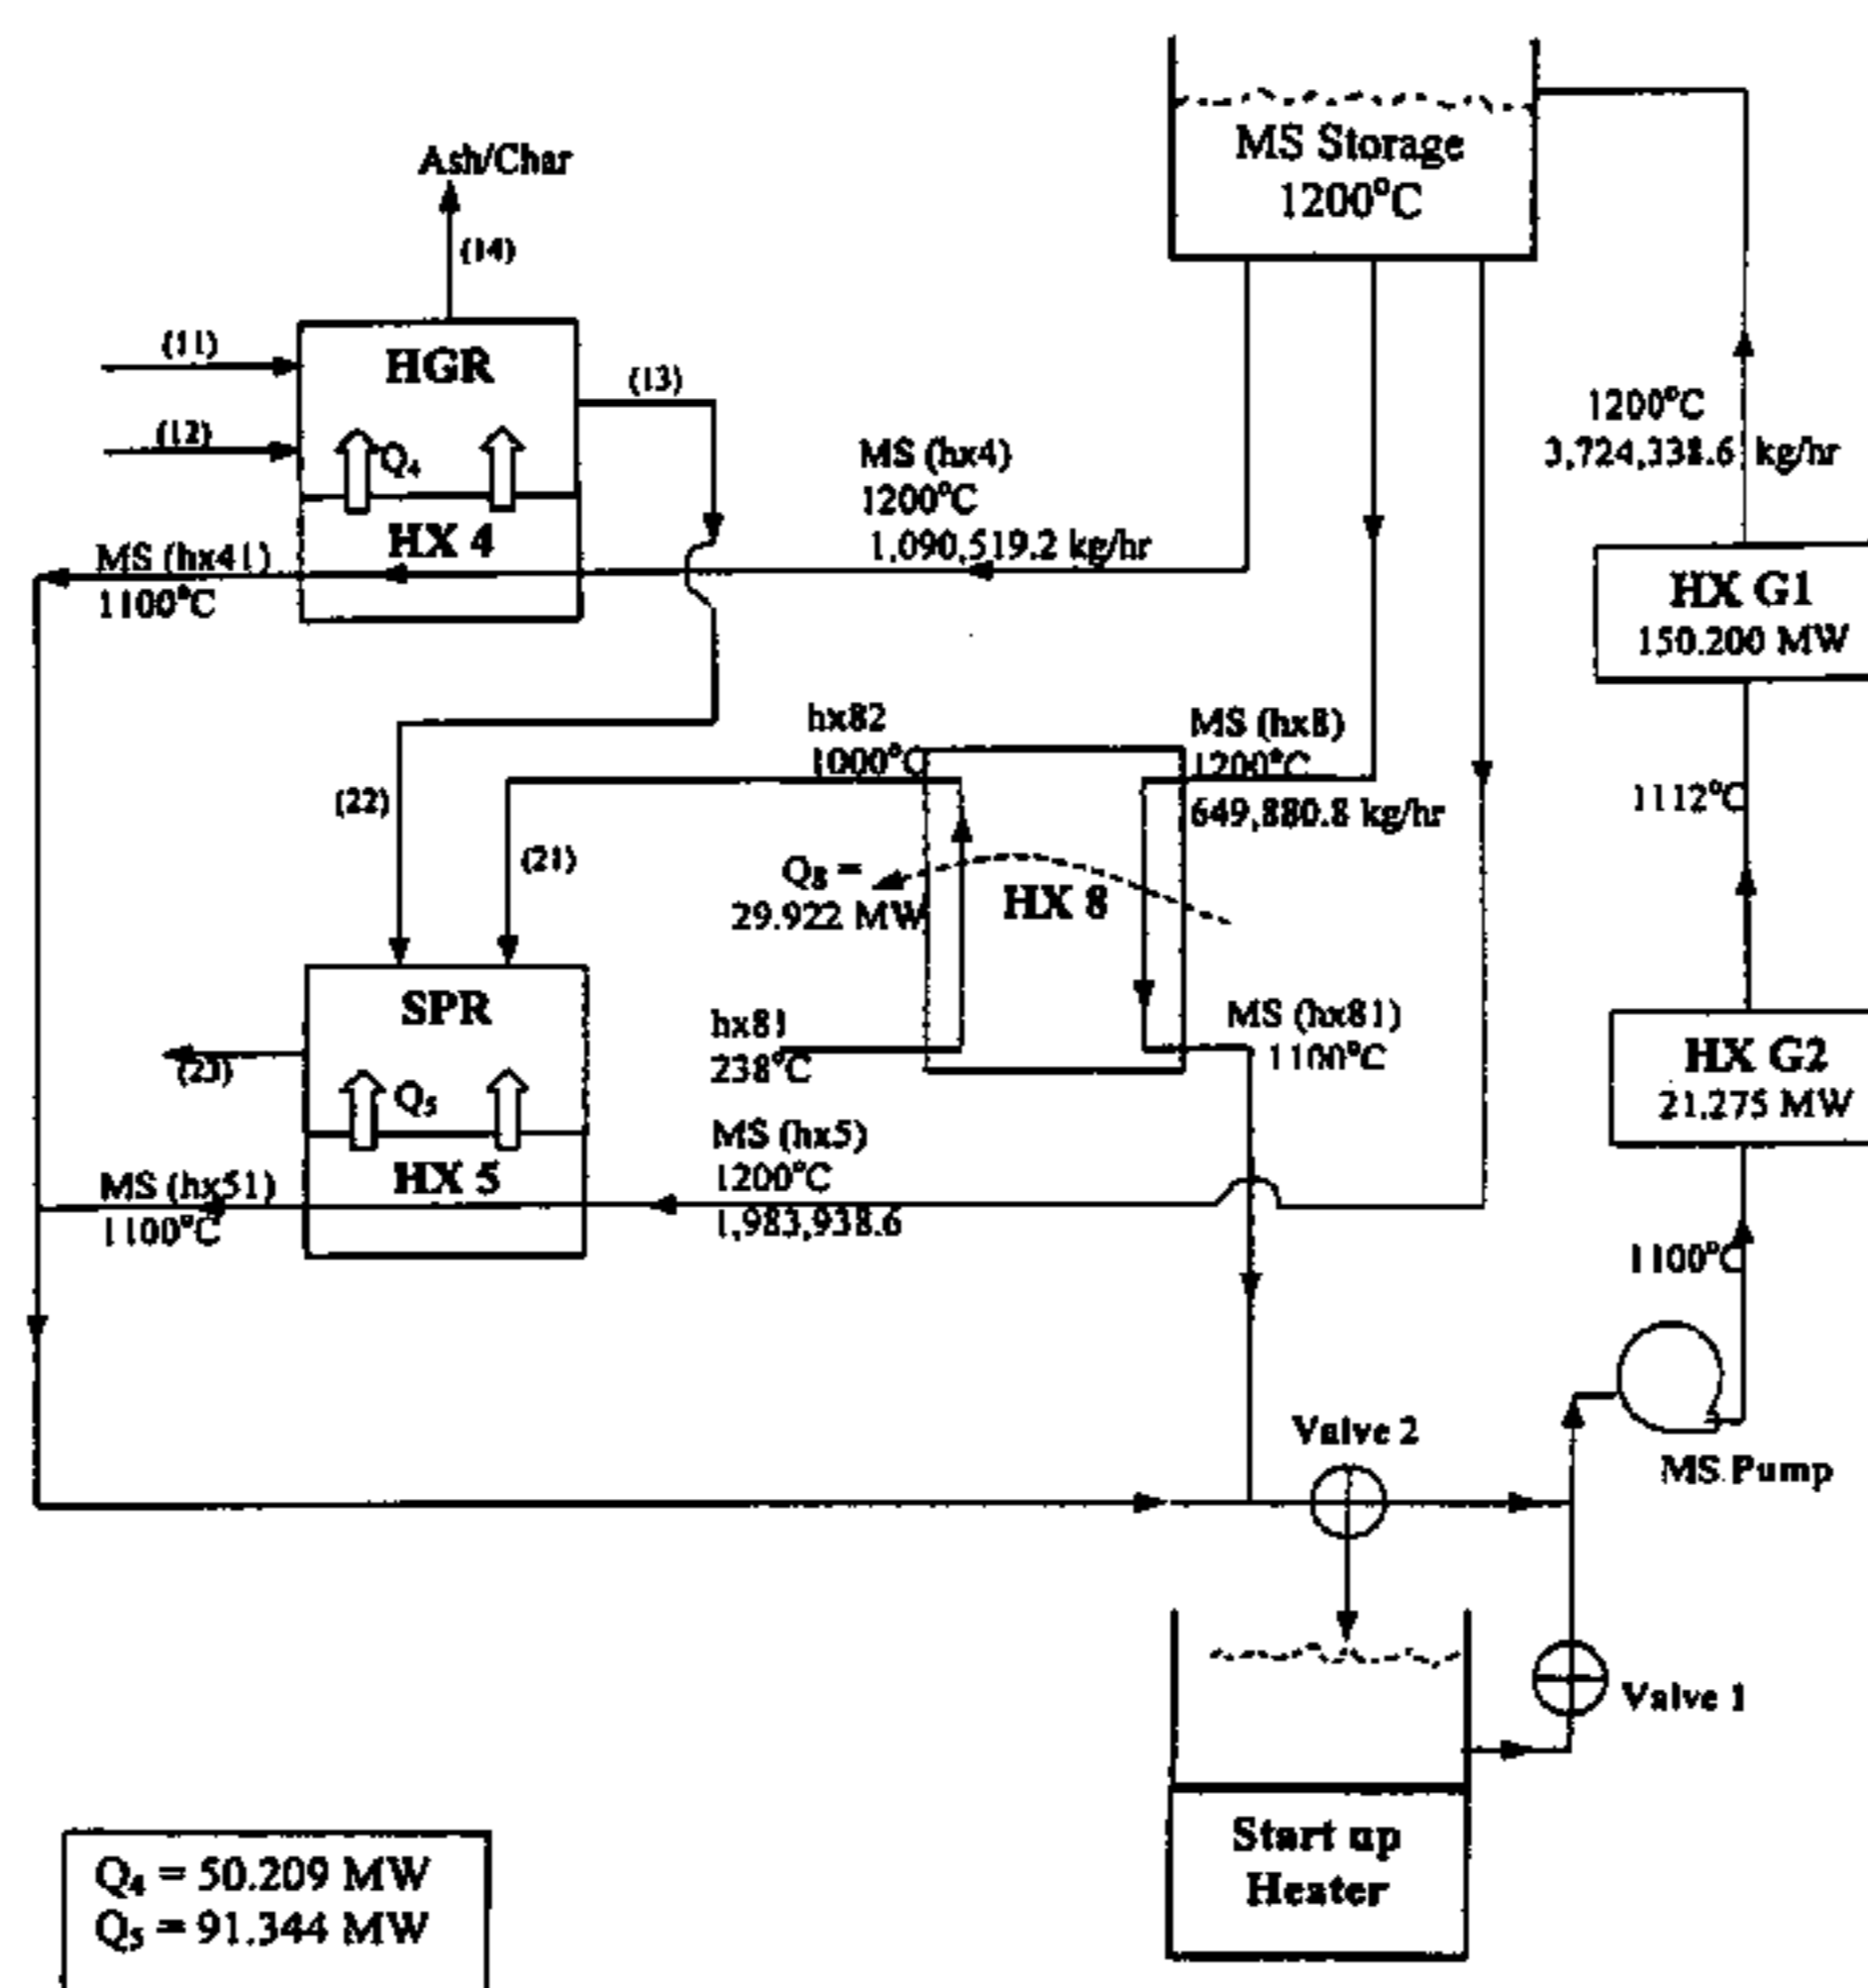 MS Storage
1200°C
Ash/Char
(14)
(11)
HGR
(13)
(12)
Q4
HX 4
MS (hx4)
1200°C
1,090,519.2 kg/hr
MS (hx41)
1100°C
1200°C
3,724,338.6 kg/hr
HX G1
150.200 MW
hx82
1000°C
MS (hx8)
1200°C
649,880.8 kg/hr
(22)
(21)
1112°C
Q8 =
29.922 MW
HX 8
SPR
hx81
238°C
MS (hx81)
1100°C
HX G2
21.275 MW
(23)
Q5
HX 5
MS (hx5)
1200°C
1,983,938.6
MS (hx51)
1100°C
1100°C
Valve 2
MS Pump
Valve 1
Start up
Heater
Q4 = 50.209 MW
Q5 = 91.344 MW